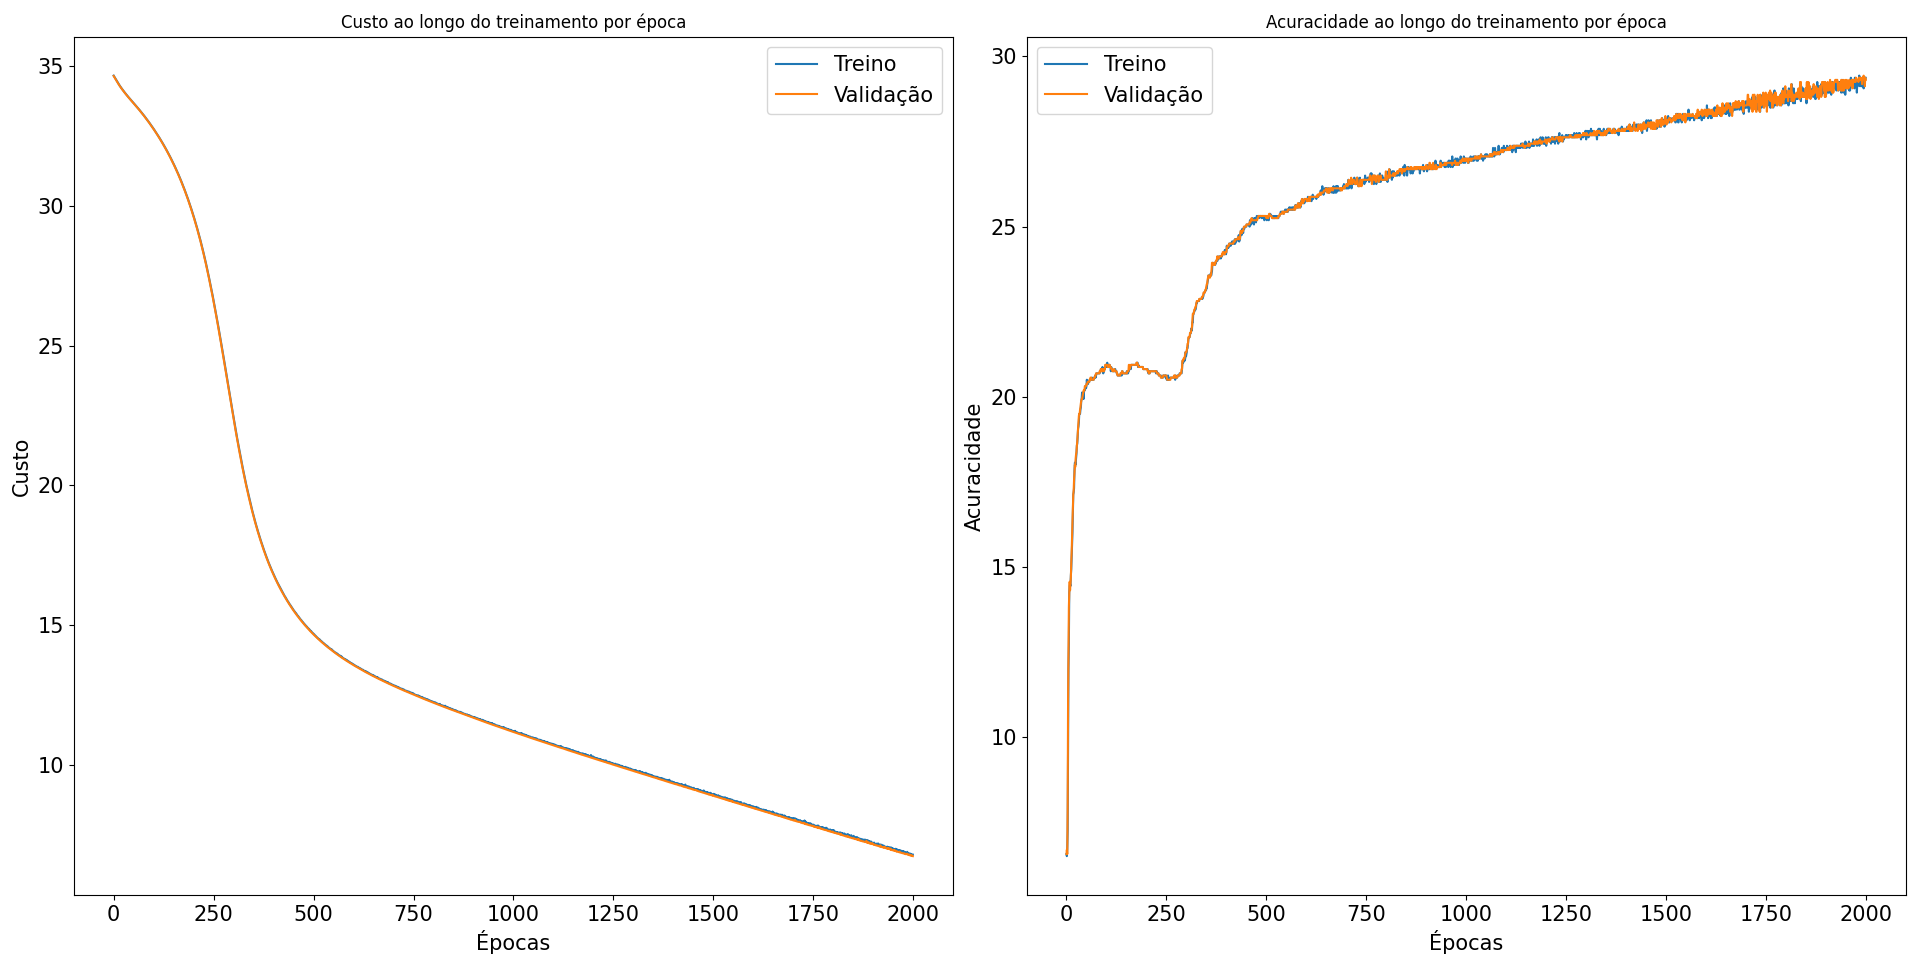 Custo ao longo do treinamento por época
Treino
Validação
35
30
25
20
15
10
Custo
0 250 500 750 1000 1250 1500 1750 2000
Épocas
Acuracidade ao longo do treinamento por época
Treino
Validação
30
25
20
15
10
Acuracidade
0 250 500 750 1000 1250 1500 1750 2000
Épocas